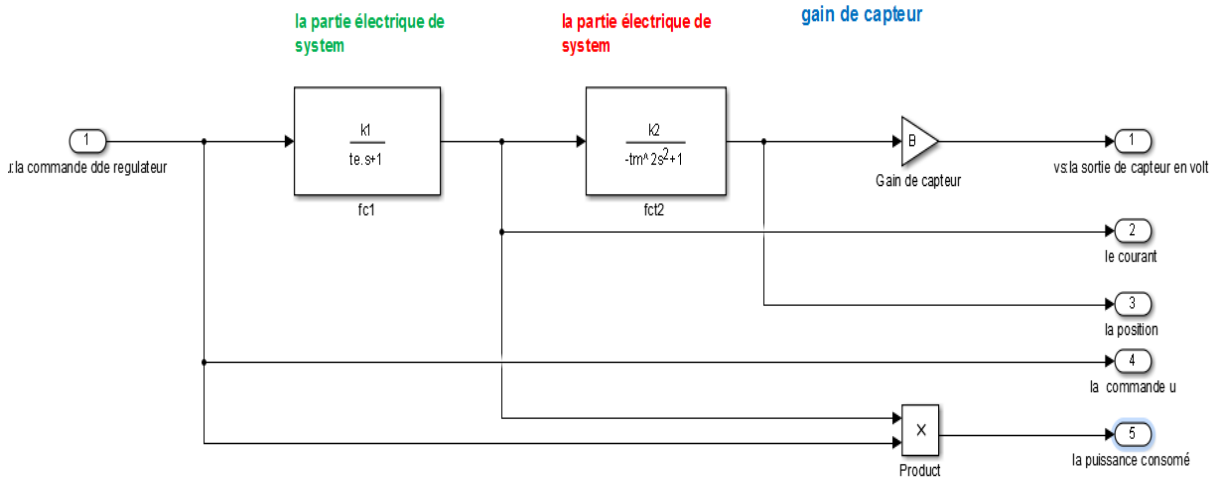 la partie électrique de
system
la partie électrique de
system
gain de capteur
1
:la commande dde regulateur
k1
te.s+1
fc1
k2
-tm^2s²+1
fct2
B
Gain de capteur
1
vs:la sortie de capteur en volt
2
le courant
3
la position
4
la commande u
×
Product
5
la puissance consomé